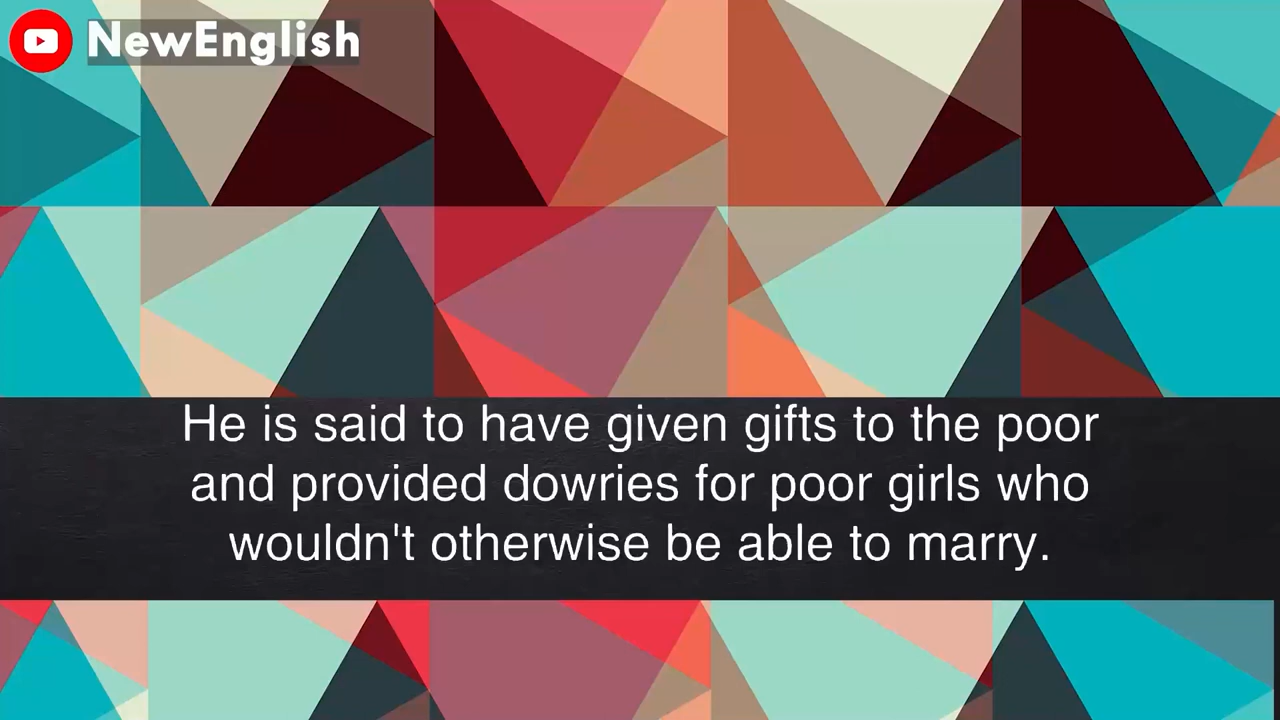 NewEnglish
He is said to have given gifts to the poor
and provided dowries for poor girls who
wouldn't otherwise be able to marry.